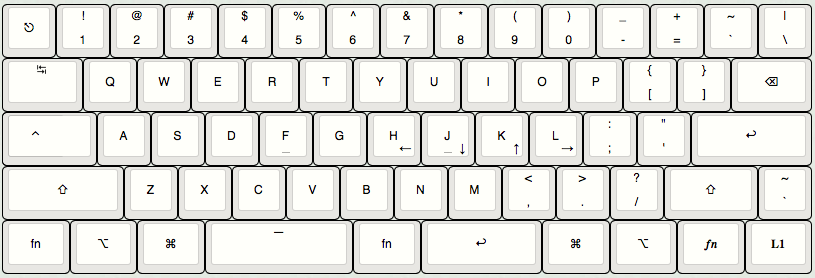 ⎋ ! @ # $ % ^ & * ( ) _ + ~ |
1 2 3 4 5 6 7 8 9 0 - = ` \
↹ Q W E R T Y U I O P { } ⌫
[ ]
^ A S D F G H J K L : " ↩
_ ← _ ↓ ↑ → ; '
⇧ Z X C V B N M < > ? ⇧ ~
, . / `
fn ⌥ ⌘ — fn ↩ ⌘ ⌥ fn L1